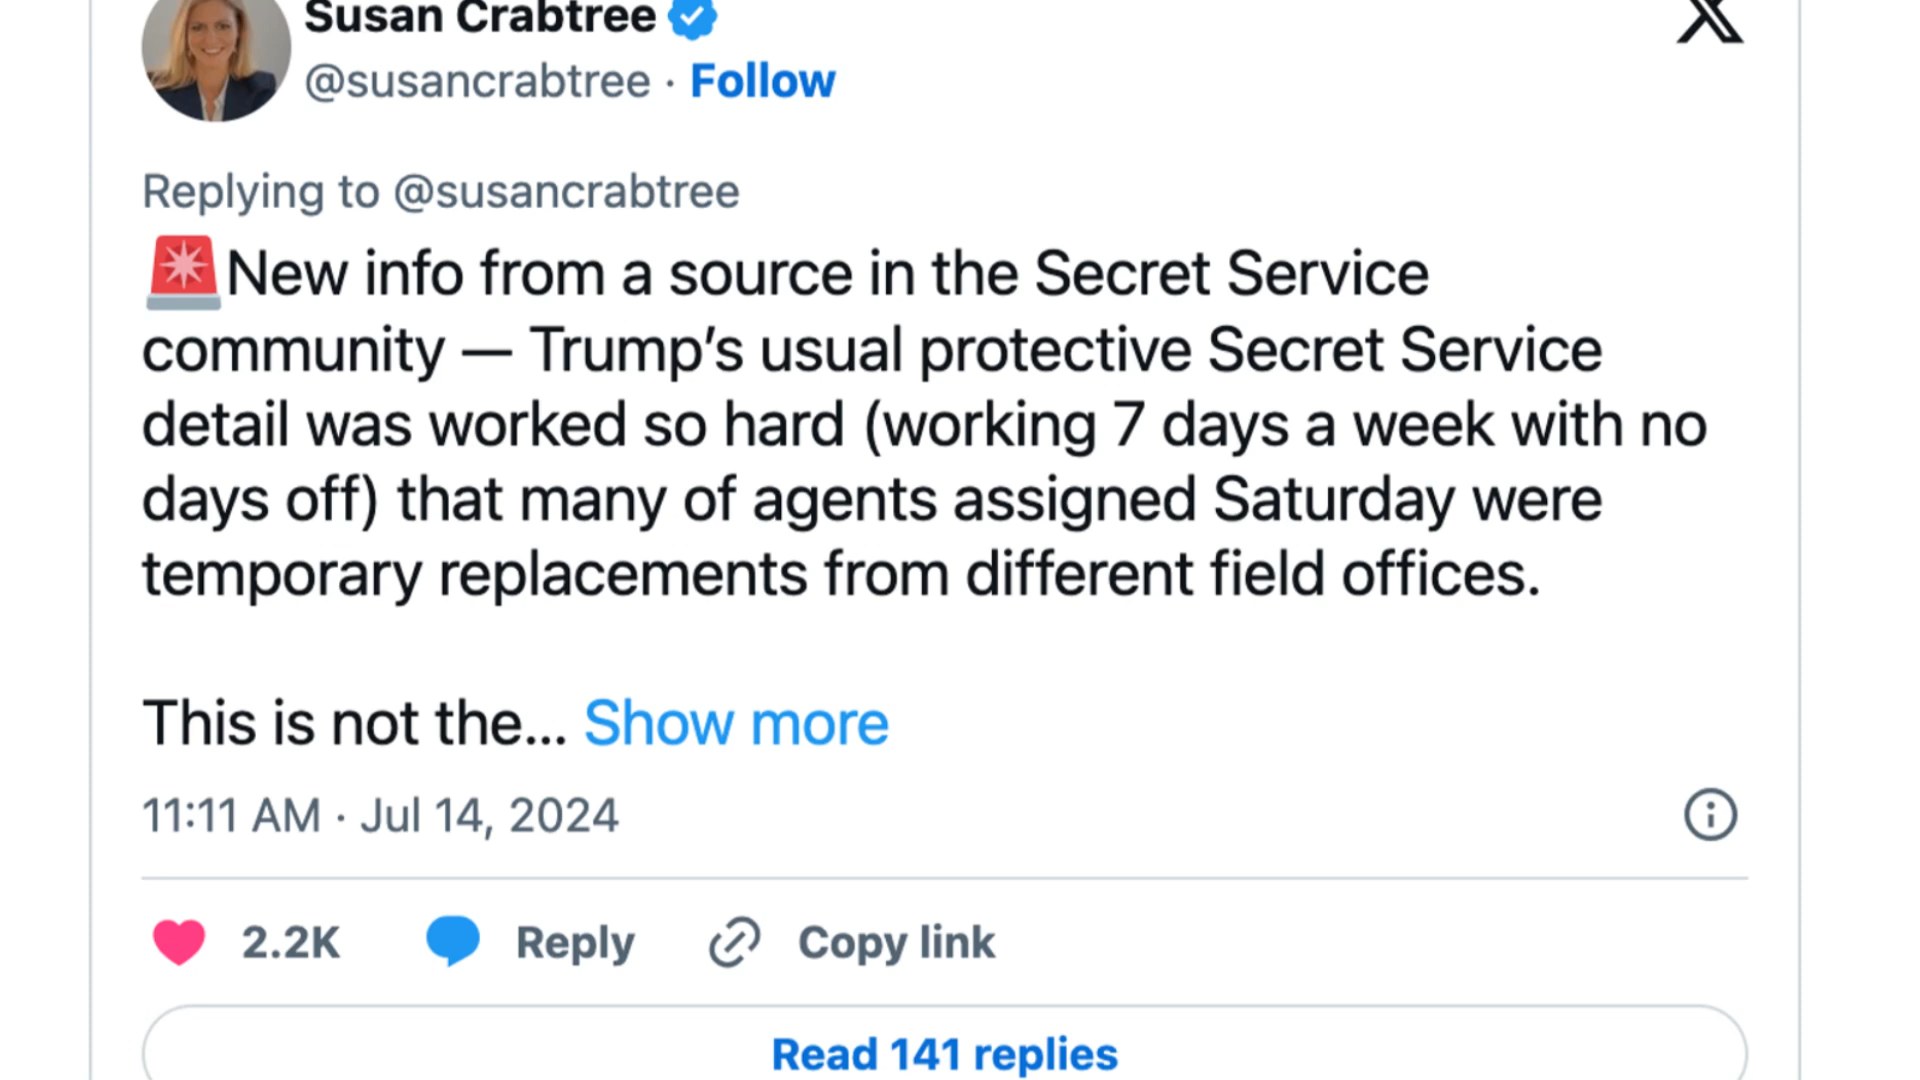 Susan Crabtree
@susancrabtree · Follow
Replying to @susancrabtree
🚨New info from a source in the Secret Service
community — Trump’s usual protective Secret Service
detail was worked so hard (working 7 days a week with no
days off) that many of agents assigned Saturday were
temporary replacements from different field offices.
This is not the... Show more
11:11 AM · Jul 14, 2024
2.2K Reply Copy link
Read 141 replies